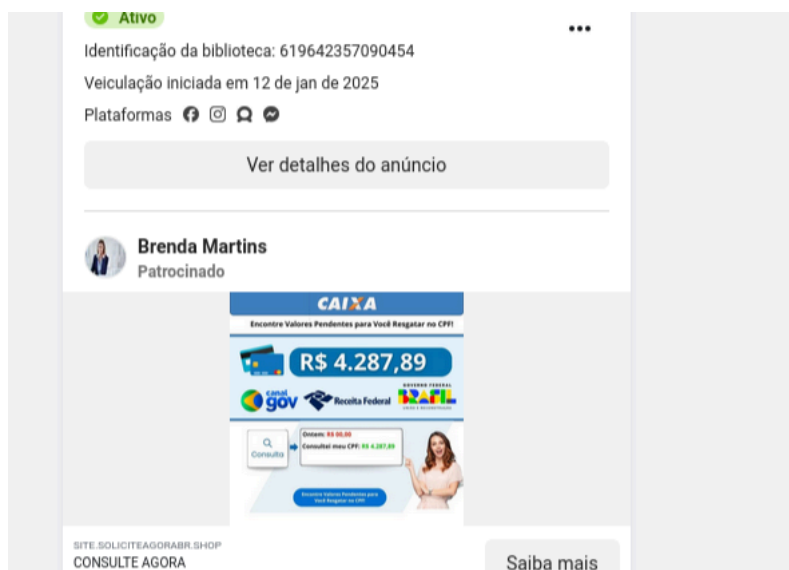 Ativo
Identificação da biblioteca: 619642357090454
Veiculação iniciada em 12 de jan de 2025
Plataformas
Ver detalhes do anúncio
Brenda Martins
Patrocinado
CAIXA
Encontre Valores Pendentes para Você Resgatar no CPF!
R$ 4.287,89
canal
gov
Receita Federal
GOVERNO FEDERAL
BRASIL
UNIÃO E RECONSTRUÇÃO
Ontem: R$ 00,00
Consultei meu CPF: R$ 4.287,89
Consulta
Encontre Valores Pendentes para
Você Resgatar no CPF!
SITE.SOLICITEAGORABR.SHOP
CONSULTE AGORA
Saiba mais